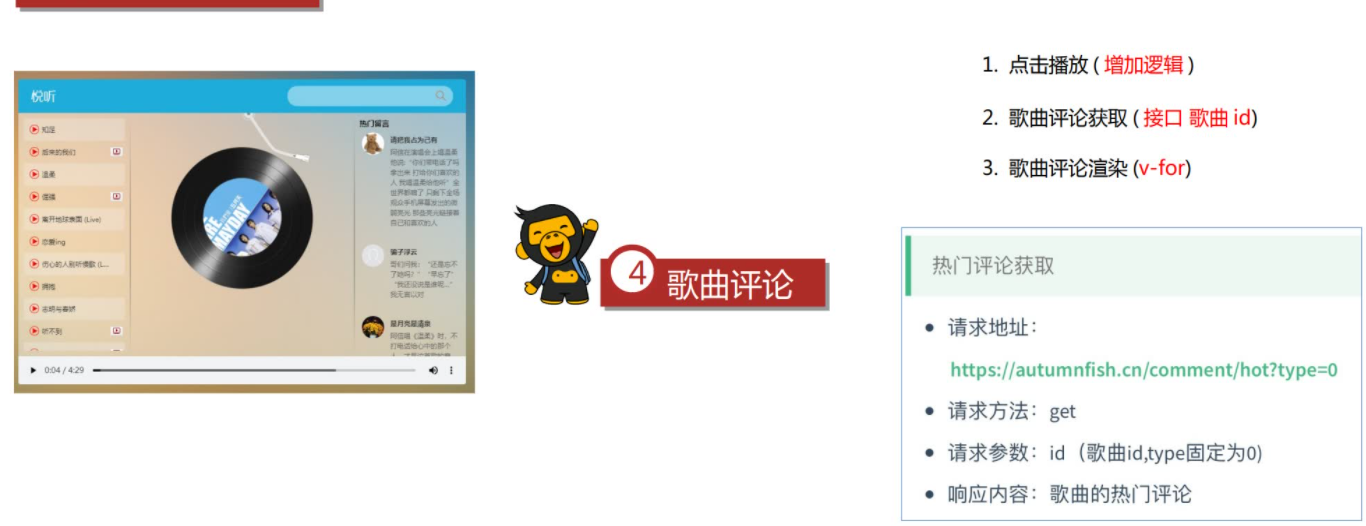 悦听
知足
后来的我们
温柔
倔强
离开地球表面 (Live)
恋爱ing
伤心的人别听慢歌 (L...
拥抱
志明与春娇
听不到
0:04 / 4:29
热门留言
请把我占为己有
骗子浮云
星月亮是温柔
4 歌曲评论
1. 点击播放 ( 增加逻辑 )
2. 歌曲评论获取 ( 接口 歌曲 id)
3. 歌曲评论渲染 (v-for)
热门评论获取
• 请求地址：
https://autumnfish.cn/comment/hot?type=0
• 请求方法：get
• 请求参数：id（歌曲id,type固定为0)
• 响应内容：歌曲的热门评论